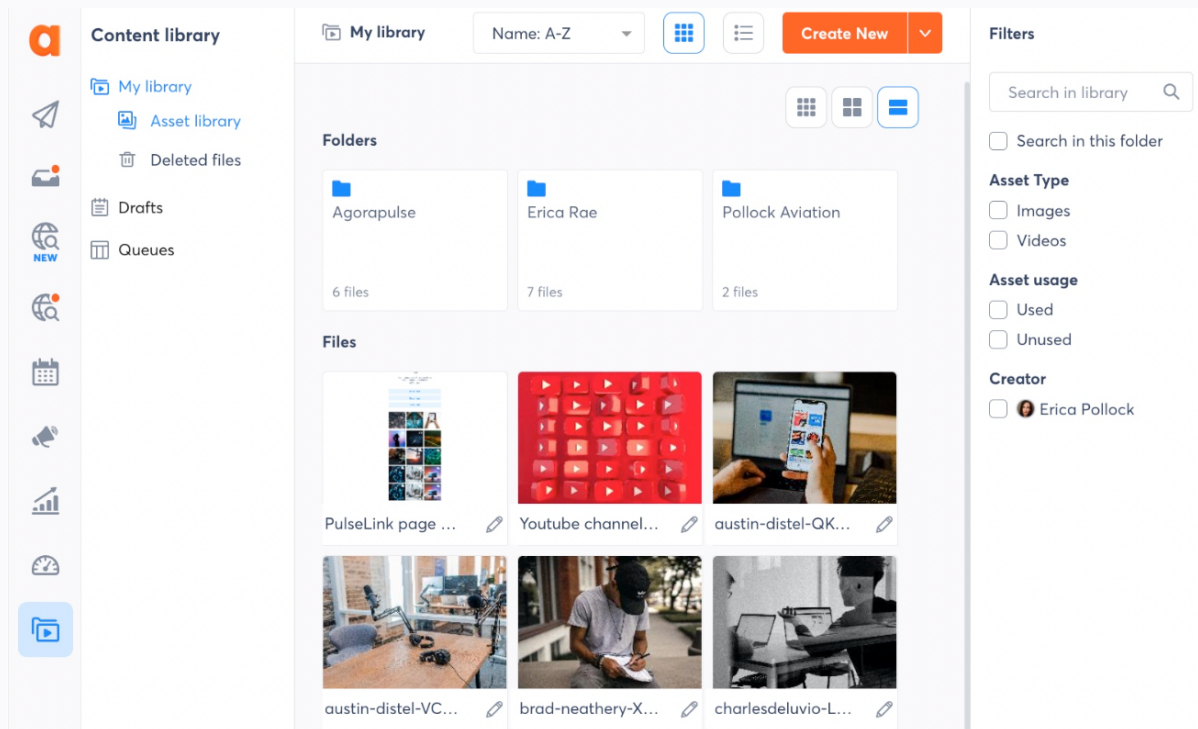 Content library
My library
Asset library
Deleted files
Drafts
Queues
NEW
My library
Name: A-Z
Create New
Folders
Agorapulse
6 files
Erica Rae
7 files
Pollock Aviation
2 files
Files
PulseLink page ...
Youtube channel...
austin-distel-QK...
austin-distel-VC...
brad-neathery-X...
charlesdeluvio-L...
Filters
Search in library
Search in this folder
Asset Type
Images
Videos
Asset usage
Used
Unused
Creator
Erica Pollock